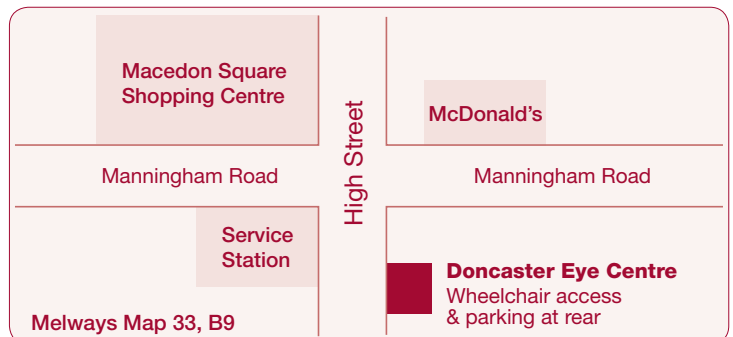 Macedon Square
Shopping Centre
McDonald's
High Street
Manningham Road
Manningham Road
Service
Station
Doncaster Eye Centre
Wheelchair access
& parking at rear
Melways Map 33, B9